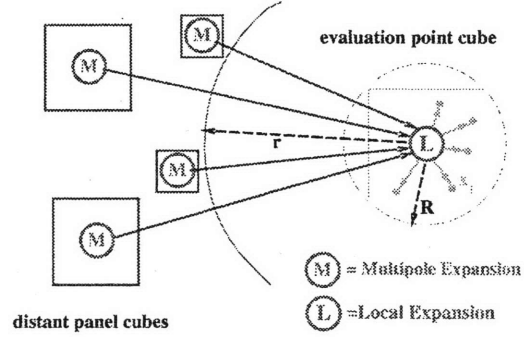 M
evaluation point cube
M
r
L
M
R
M
M = Multipole Expansion
L =Local Expansion
distant panel cubes